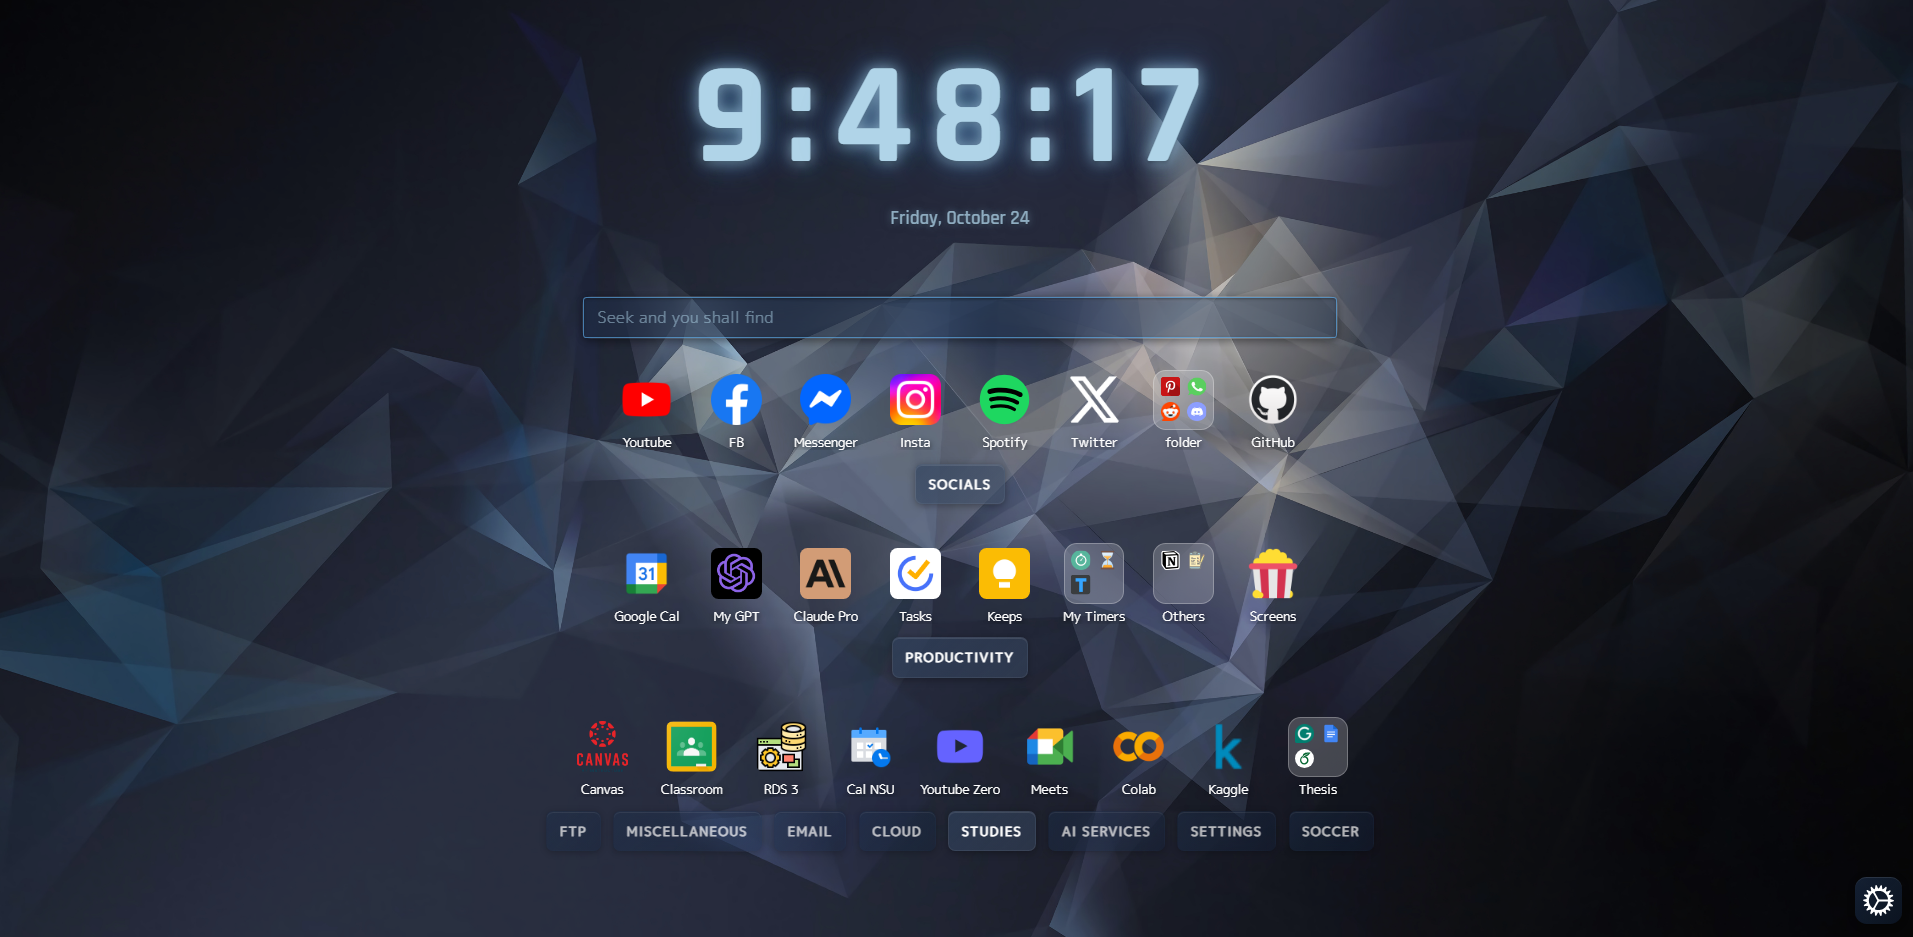 9:48:17
Friday, October 24
Seek and you shall find
Youtube FB Messenger Insta Spotify Twitter folder GitHub
SOCIALS
31
N
T
Google Cal My GPT Claude Pro Tasks Keeps My Timers Others Screens
PRODUCTIVITY
CANVAS
k
Canvas Classroom RDS 3 Cal NSU Youtube Zero Meets Colab Kaggle Thesis
FTP MISCELLANEOUS EMAIL CLOUD STUDIES AI SERVICES SETTINGS SOCCER